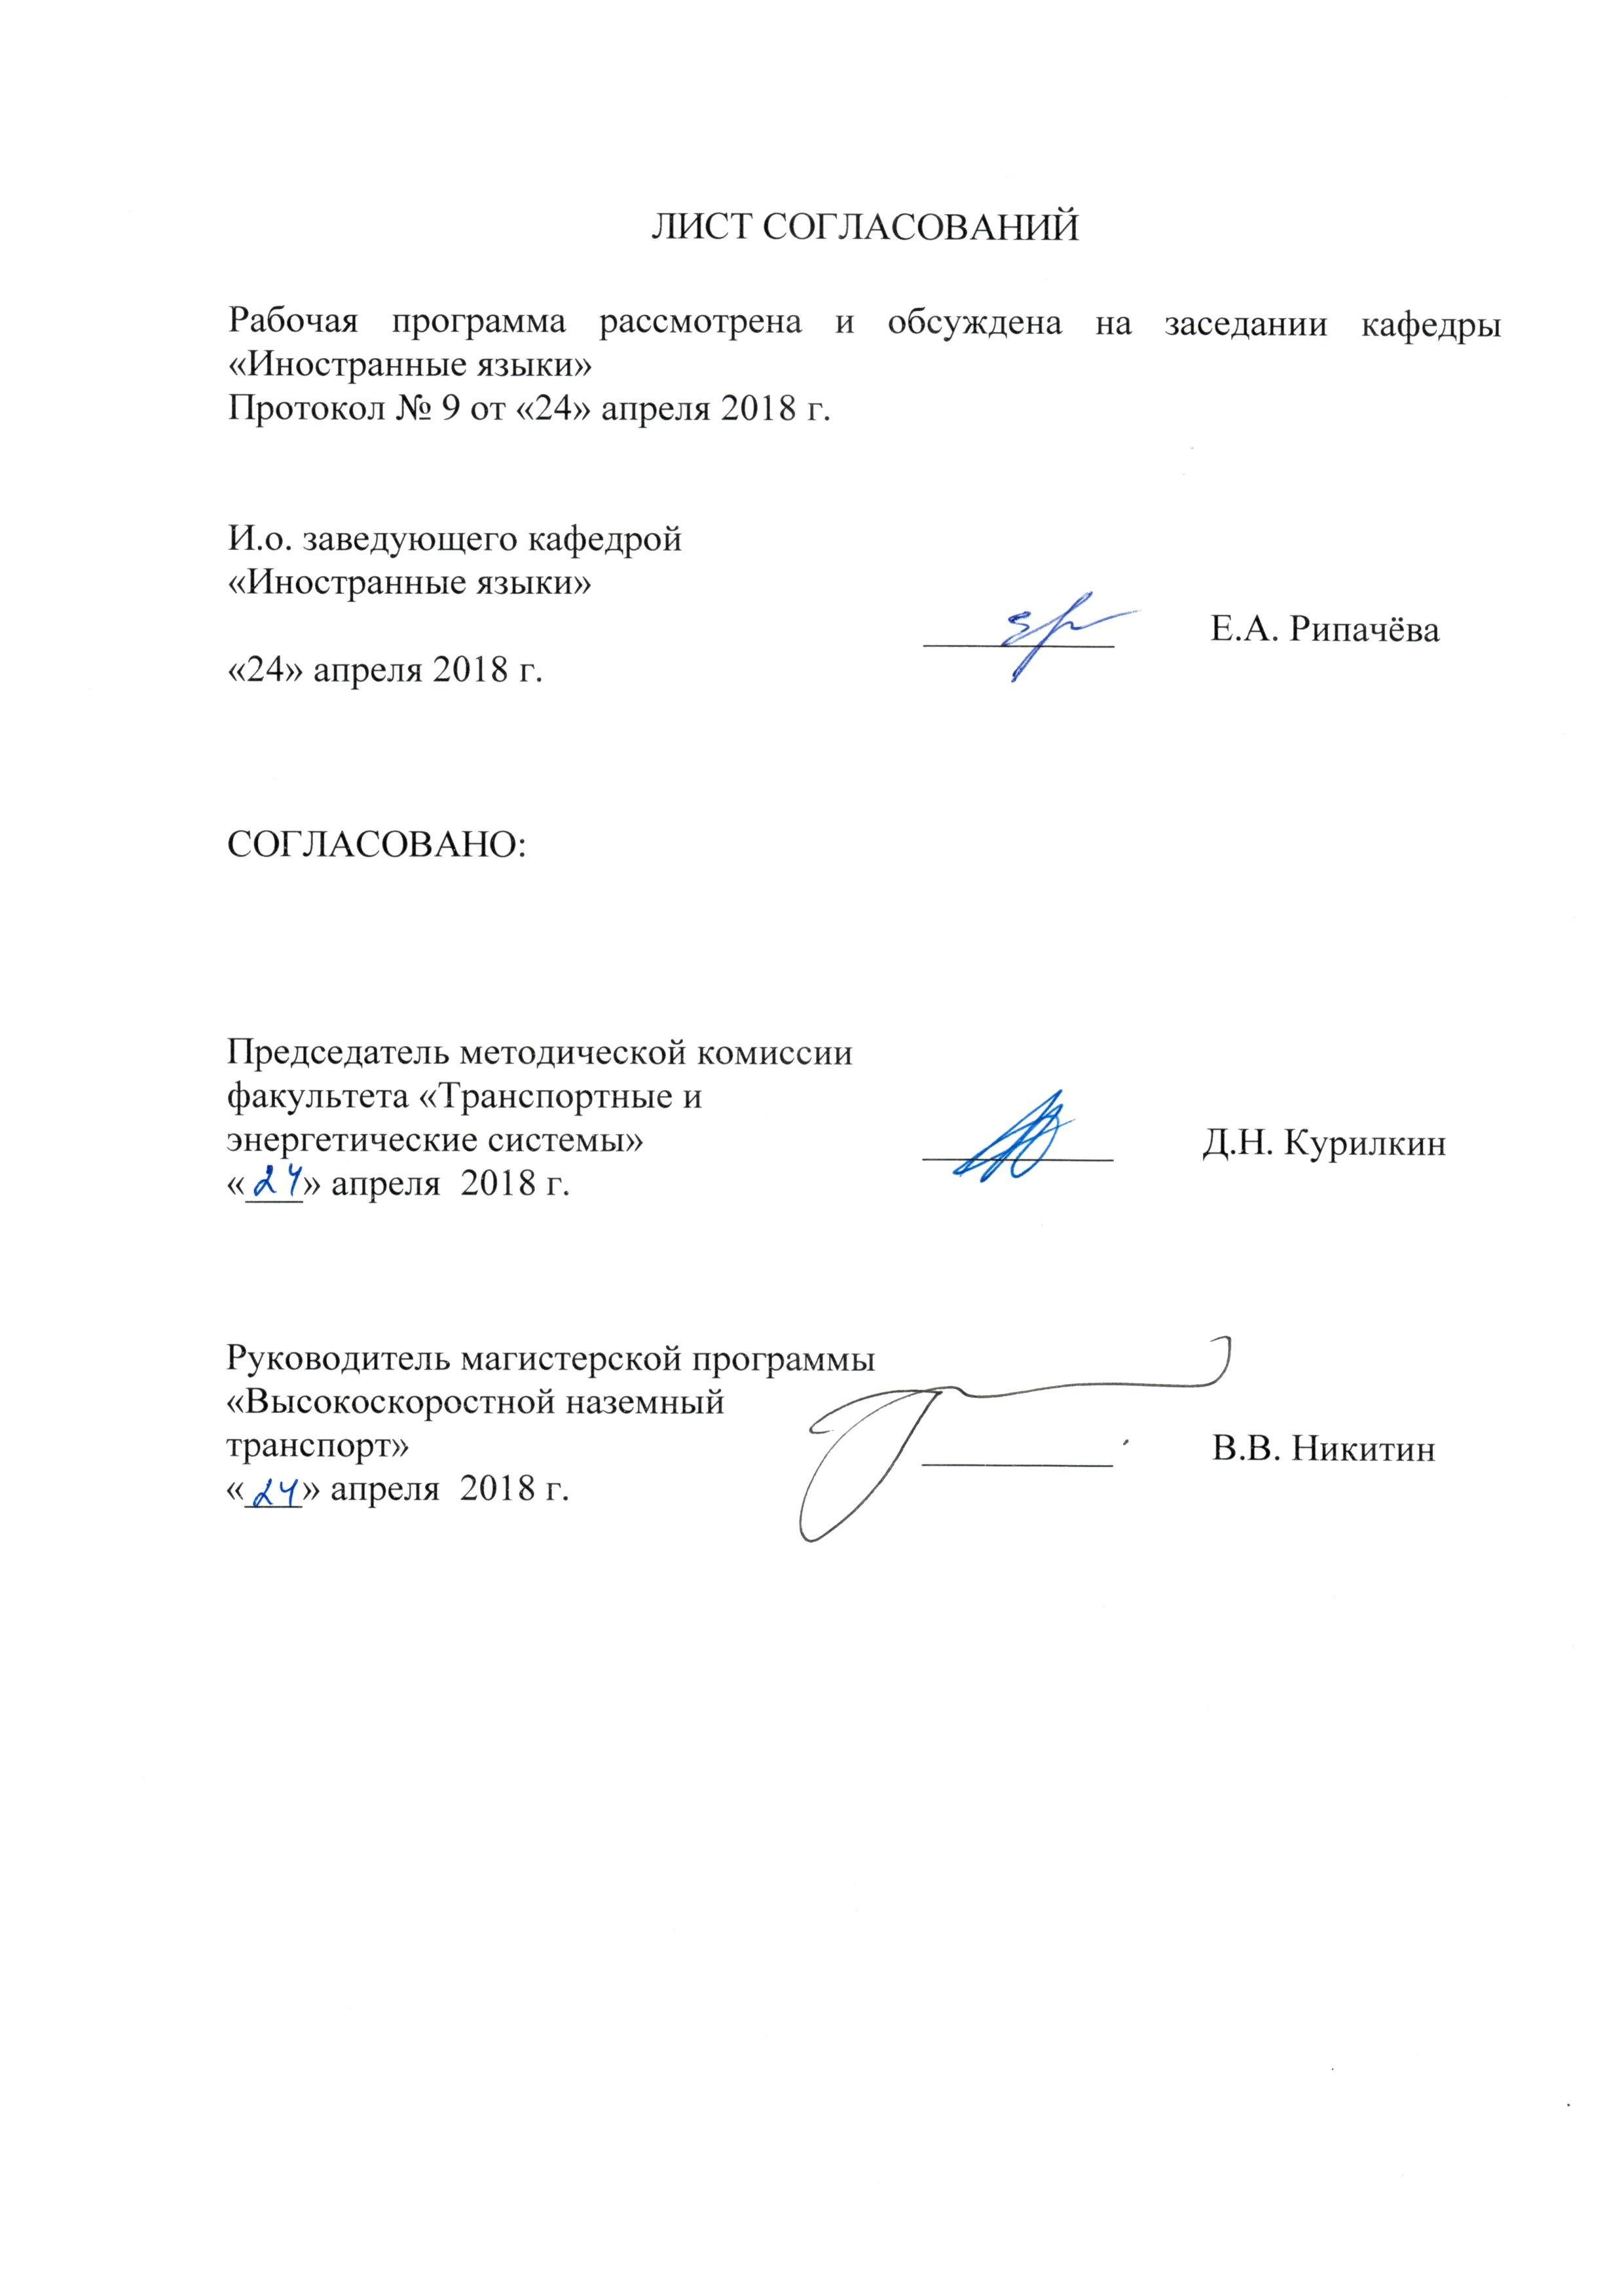 ЛИСТ СОГЛАСОВАНИЙ
Рабочая программа рассмотрена и обсуждена на заседании кафедры
«Иностранные языки»
Протокол № 9 от «24» апреля 2018 г.
И.о. заведующего кафедрой
«Иностранные языки»
Е.А. Рипачёва
«24» апреля 2018 г.
СОГЛАСОВАНО:
Председатель методической комиссии
факультета «Транспортные и
энергетические системы»
Д.Н. Курилкин
«24» апреля 2018 г.
Руководитель магистерской программы
«Высокоскоростной наземный
транспорт»
В.В. Никитин
«24» апреля 2018 г.